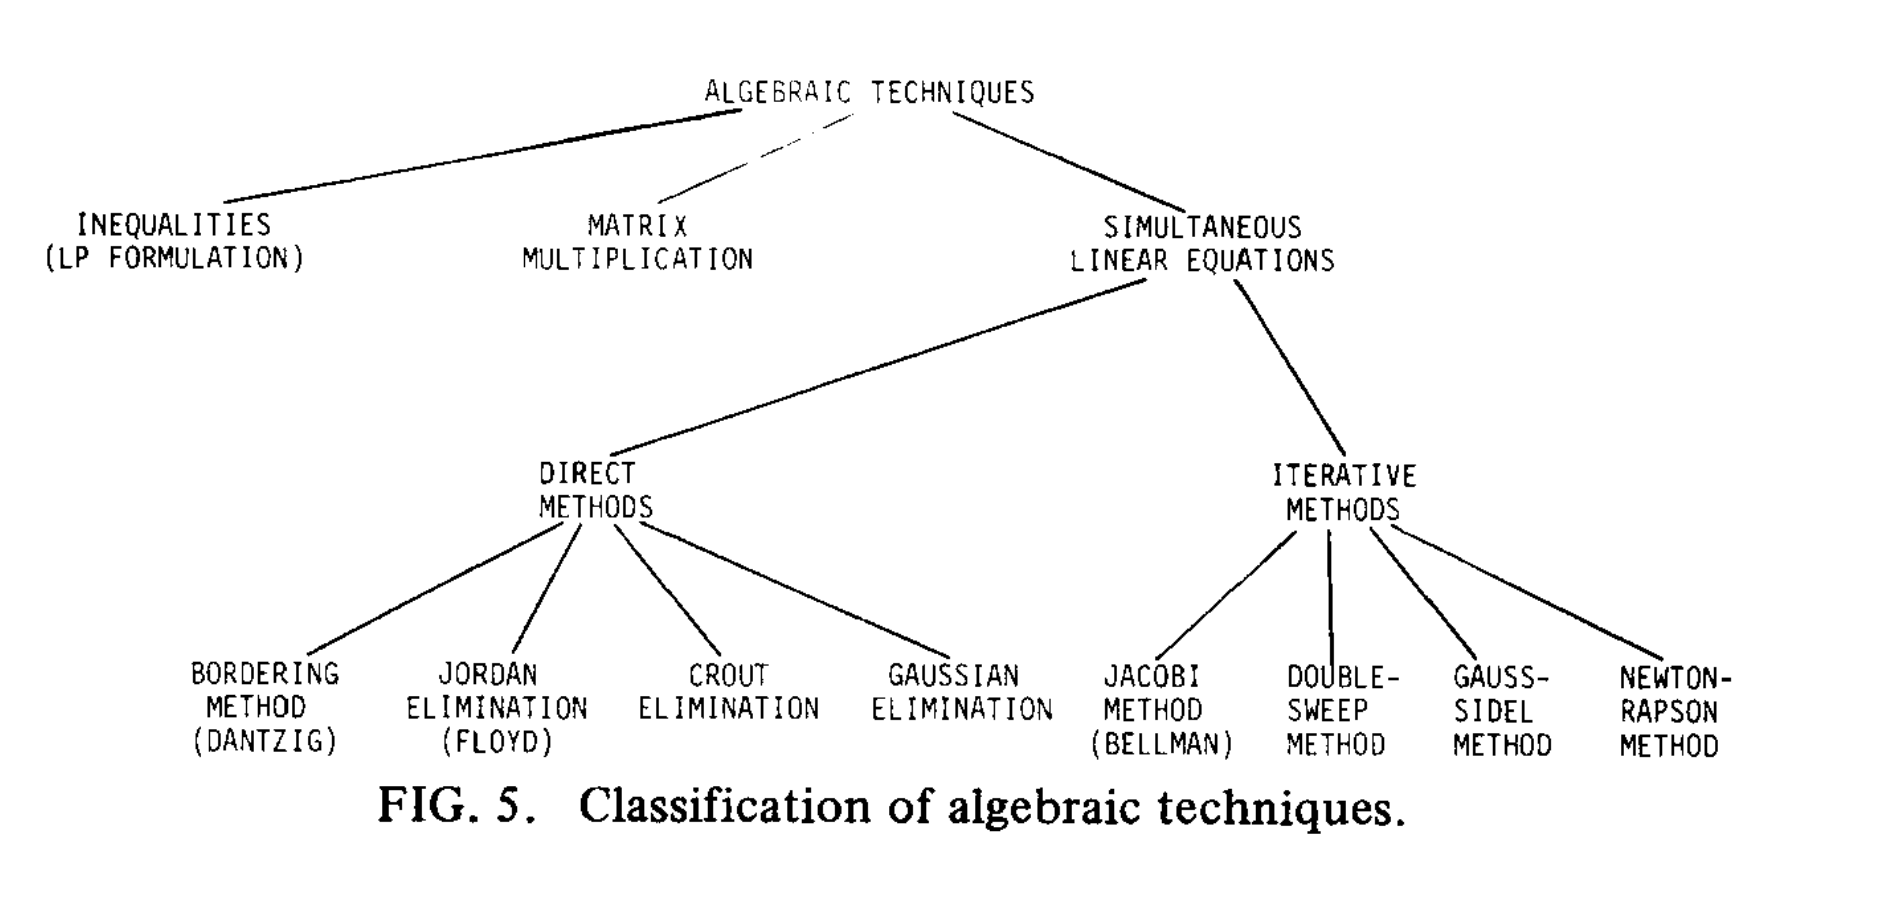 ALGEBRAIC TECHNIQUES
INEQUALITIES
(LP FORMULATION)
MATRIX
MULTIPLICATION
SIMULTANEOUS
LINEAR EQUATIONS
DIRECT
METHODS
ITERATIVE
METHODS
BORDERING
METHOD
(DANTZIG)
JORDAN
ELIMINATION
(FLOYD)
CROUT
ELIMINATION
GAUSSIAN
ELIMINATION
JACOBI
METHOD
(BELLMAN)
DOUBLE-
SWEEP
METHOD
GAUSS-
SIDEL
METHOD
NEWTON-
RAPSON
METHOD
FIG. 5. Classification of algebraic techniques.